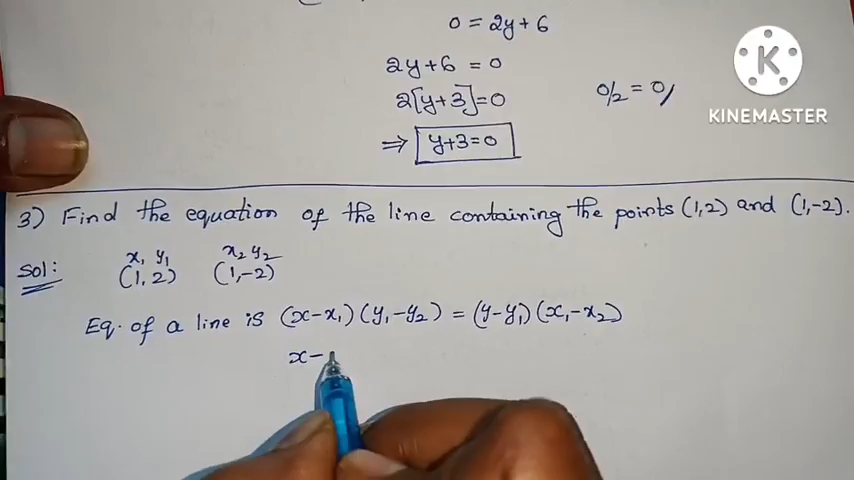 0 = 2y + 6
2y + 6 = 0
2[y+3] = 0
0/2 = 0/
⇒ y+3 = 0
K
KINEMASTER
3) Find the equation of the line containing the points (1,2) and (1,-2).
Sol: x₁ y₁ x₂ y₂
(1, 2) (1,-2)
Eq. of a line is (x-x₁)(y₁-y₂) = (y-y₁)(x₁-x₂)
x-